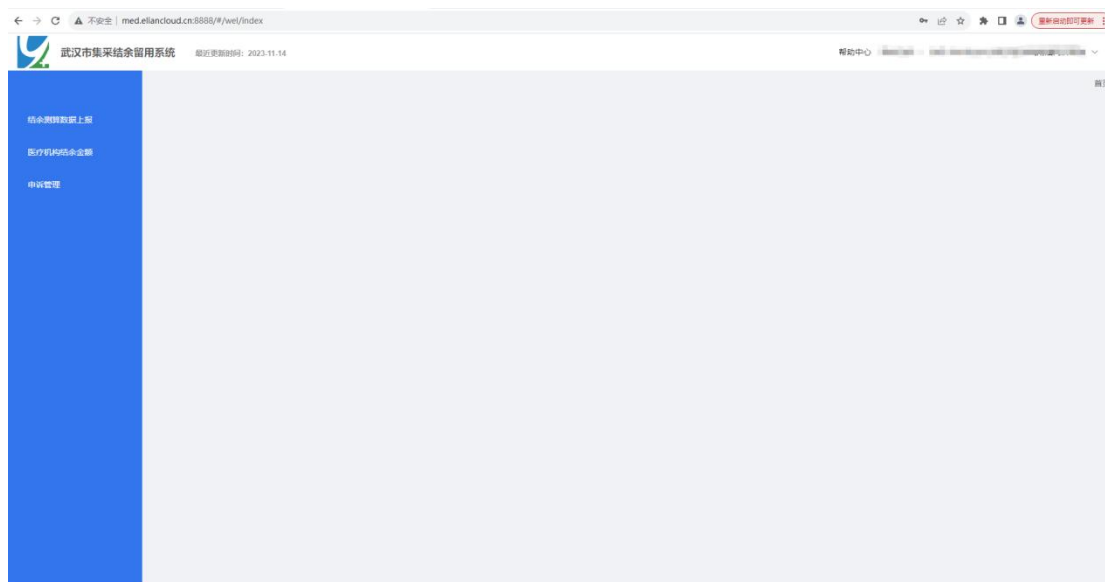 不安全 | med.eliancloud.cn:8888/#/wel/index
重新启动即可更新
武汉市集采结余留用系统
最近更新时间：2023-11-14
帮助中心
结余测算数据上报
医疗机构结余金额
申诉管理